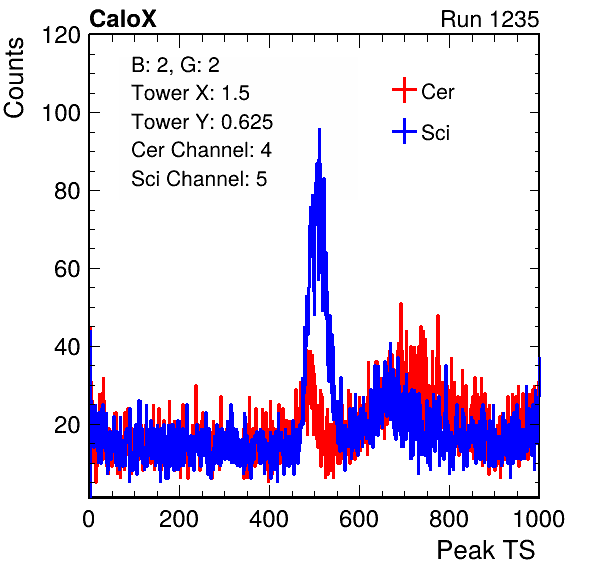 CaloX Run 1235
Counts
120
100
80
60
40
20
B: 2, G: 2
Tower X: 1.5
Tower Y: 0.625
Cer Channel: 4
Sci Channel: 5
Cer
Sci
0 200 400 600 800 1000
Peak TS